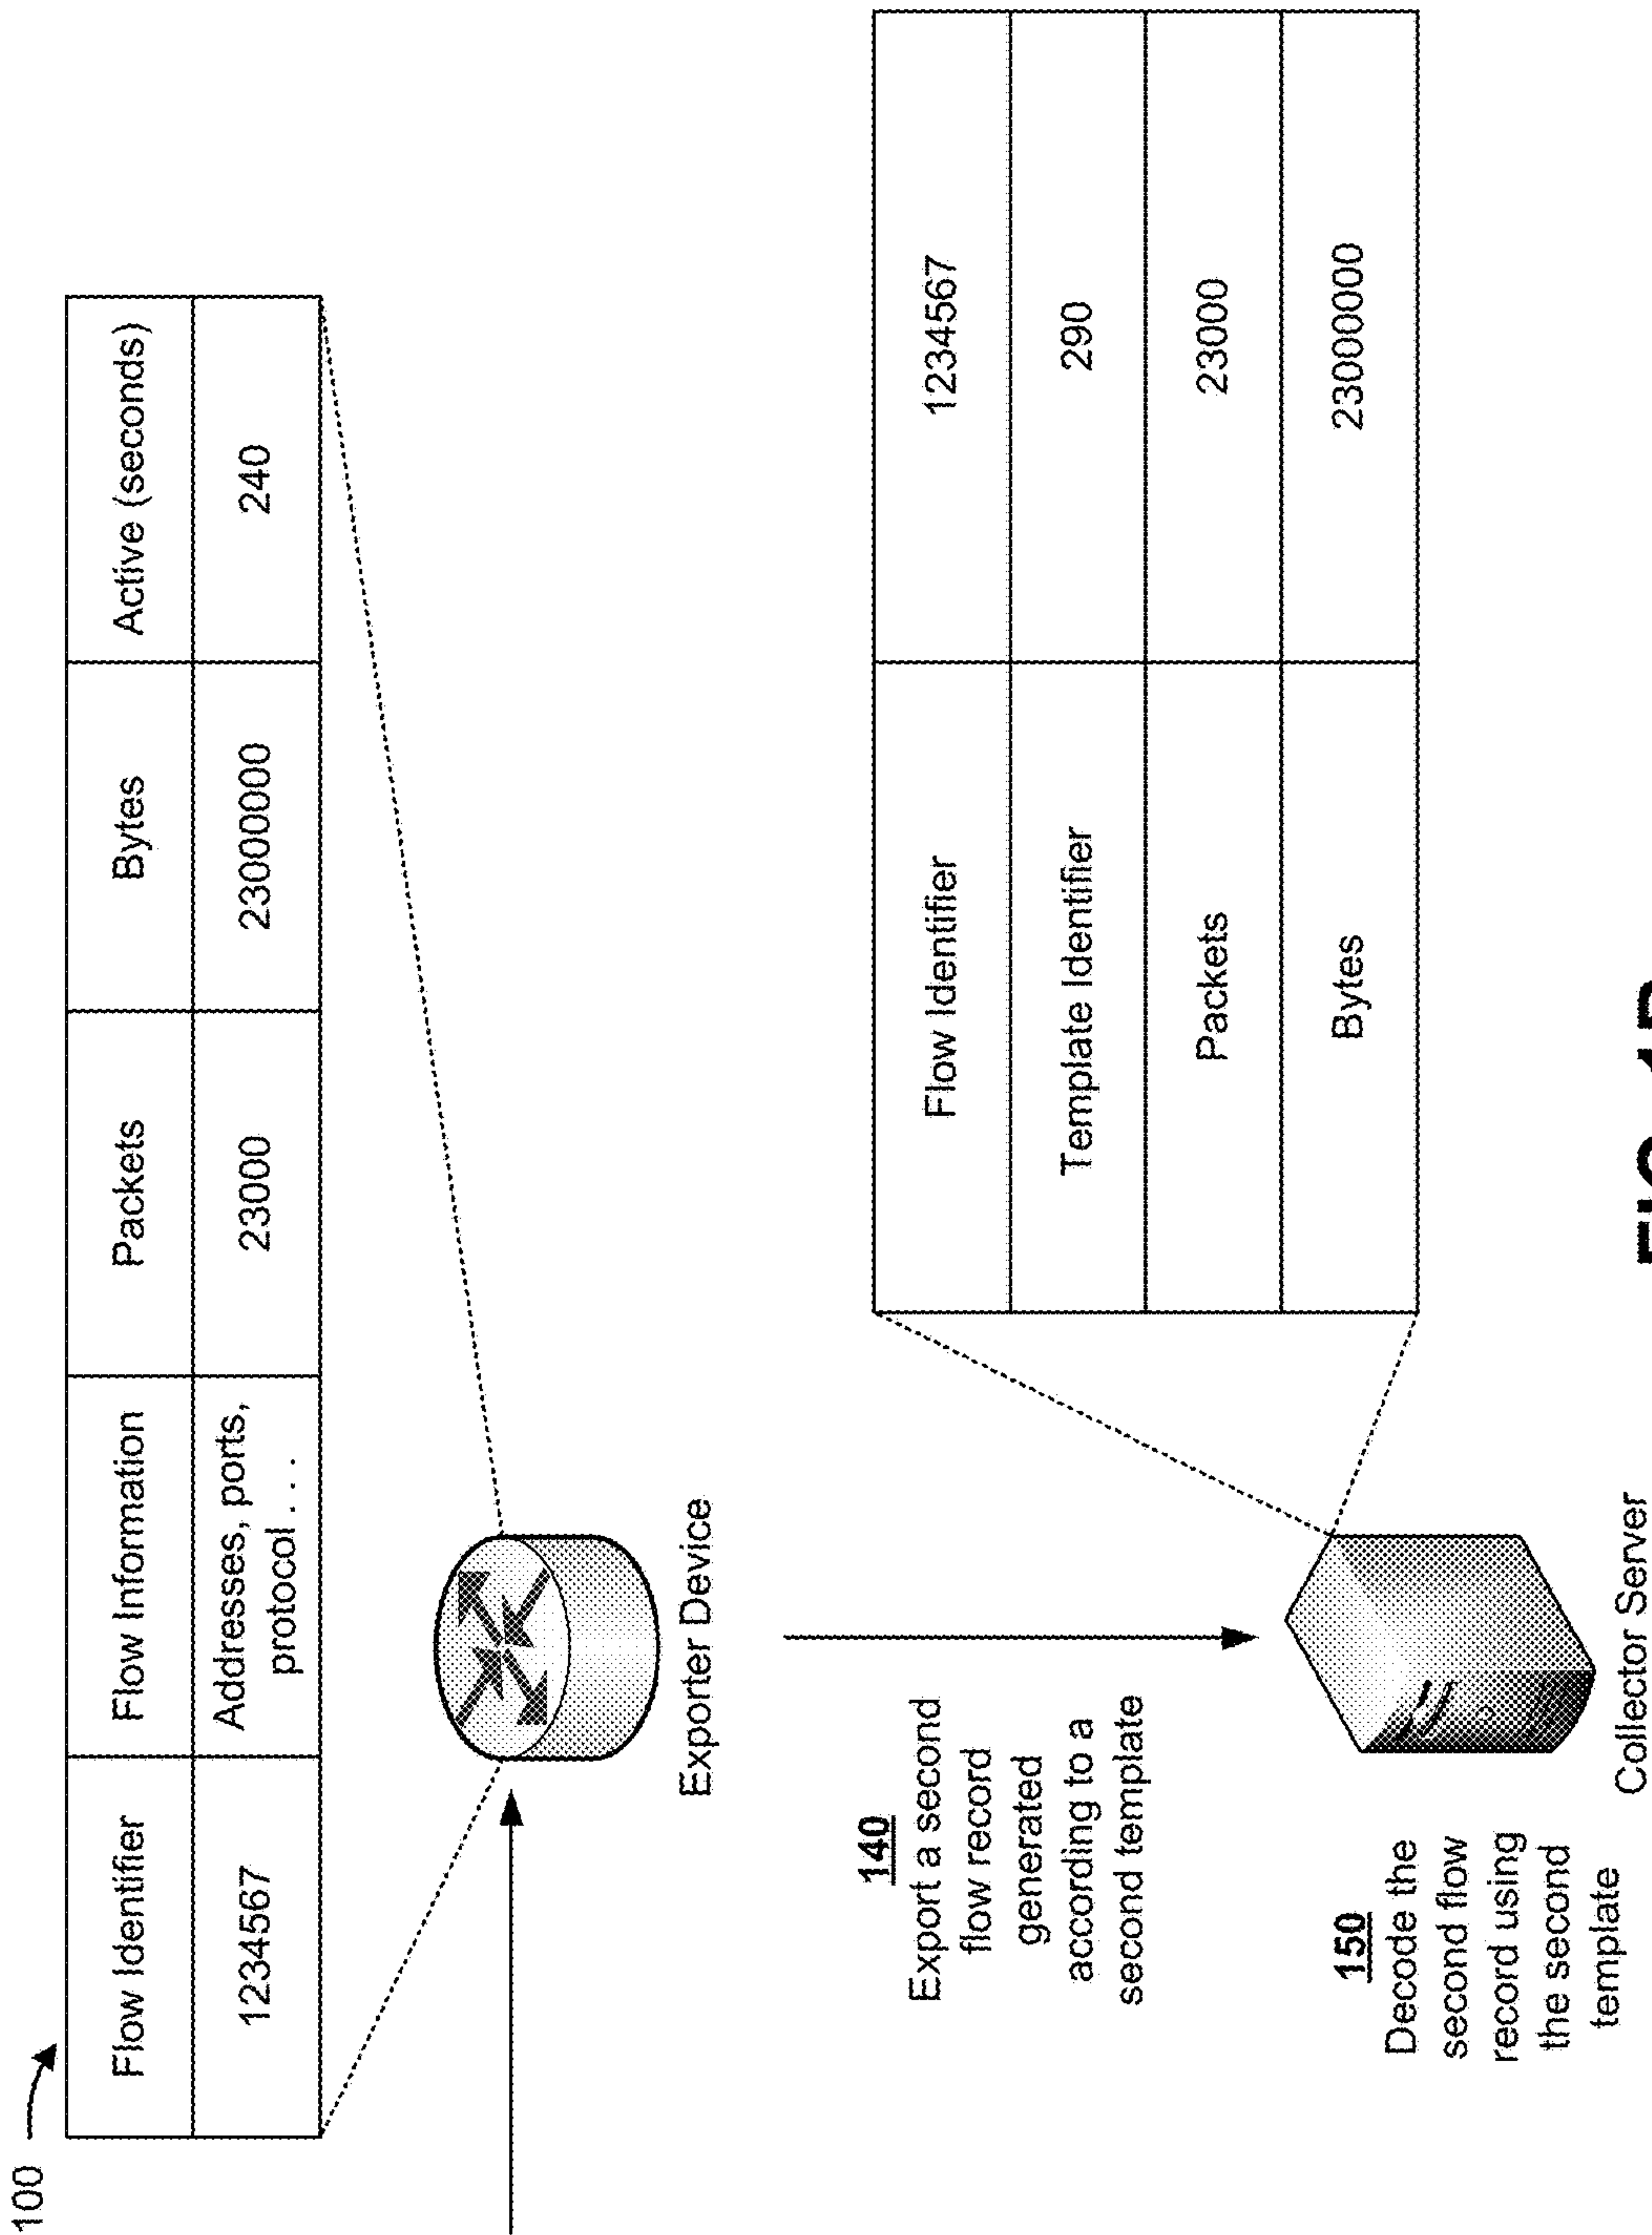 100
Flow Identifier
Flow Information
Packets
Bytes
Active (seconds)
1234567
Addresses, ports,
protocol . . .
23000
23000000
240
Exporter Device
140
Export a second
flow record
generated
according to a
second template
Flow Identifier
1234567
Template Identifier
290
Packets
23000
Bytes
23000000
150
Decode the
second flow
record using
the second
template
Collector Server